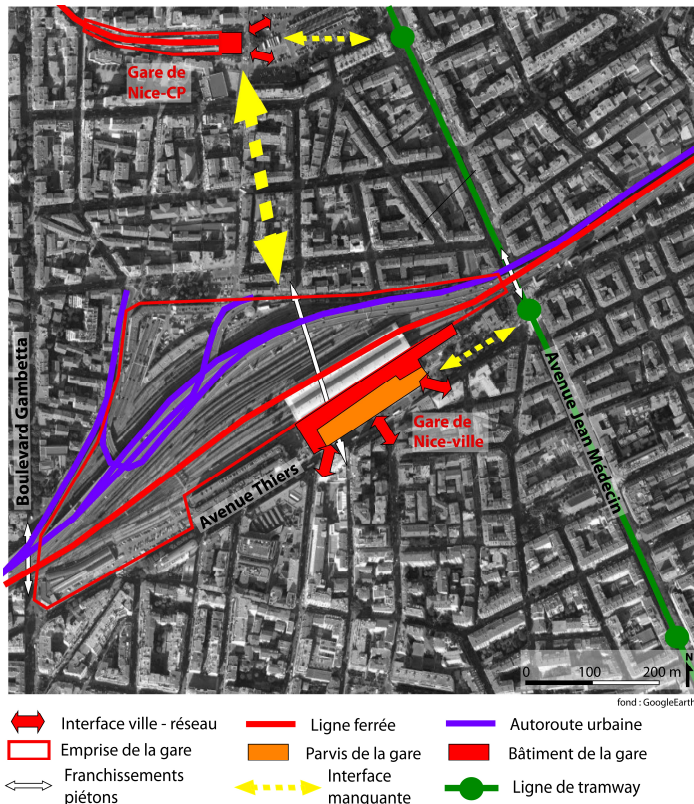 Gare de
Nice-CP
Boulevard Gambetta
Avenue Jean Médecin
Gare de
Nice-ville
Avenue Thiers
N
0 100 200 m
fond : GoogleEarth
Interface ville - réseau
Ligne ferrée
Autoroute urbaine
Emprise de la gare
Parvis de la gare
Bâtiment de la gare
Franchissements
piétons
Interface
manquante
Ligne de tramway